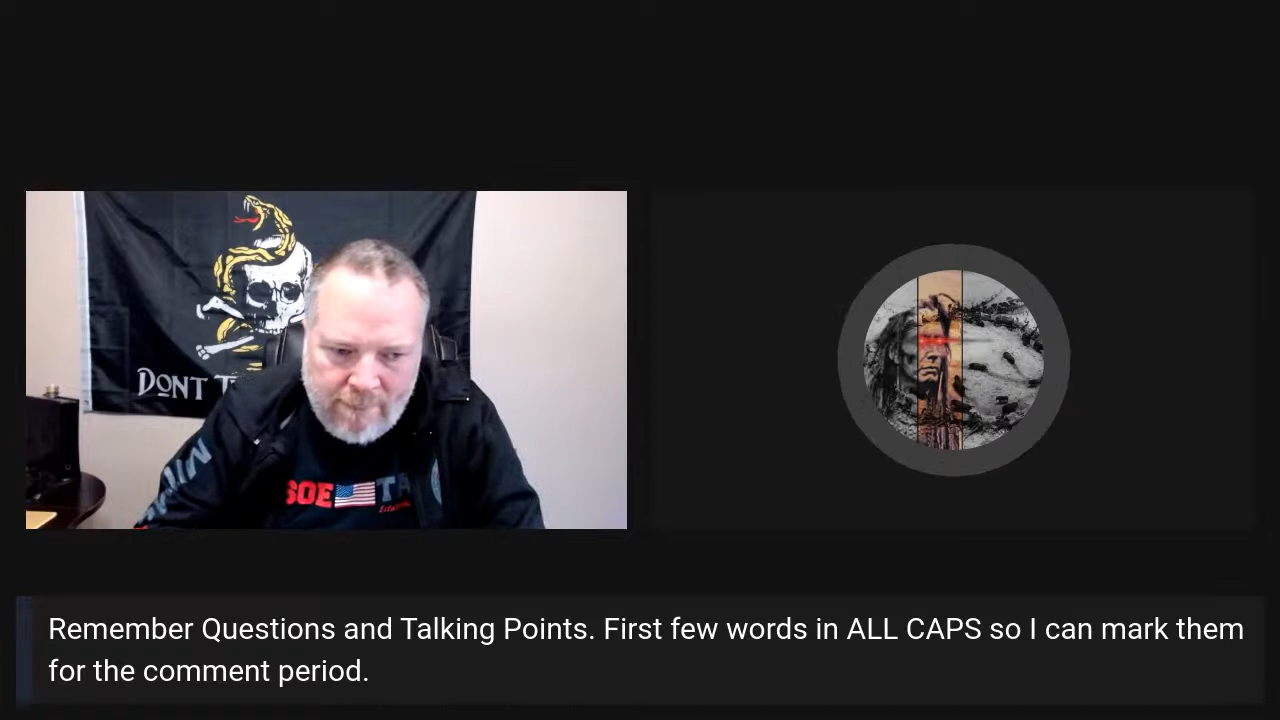 DONT T
SOE TA
Remember Questions and Talking Points. First few words in ALL CAPS so I can mark them
for the comment period.